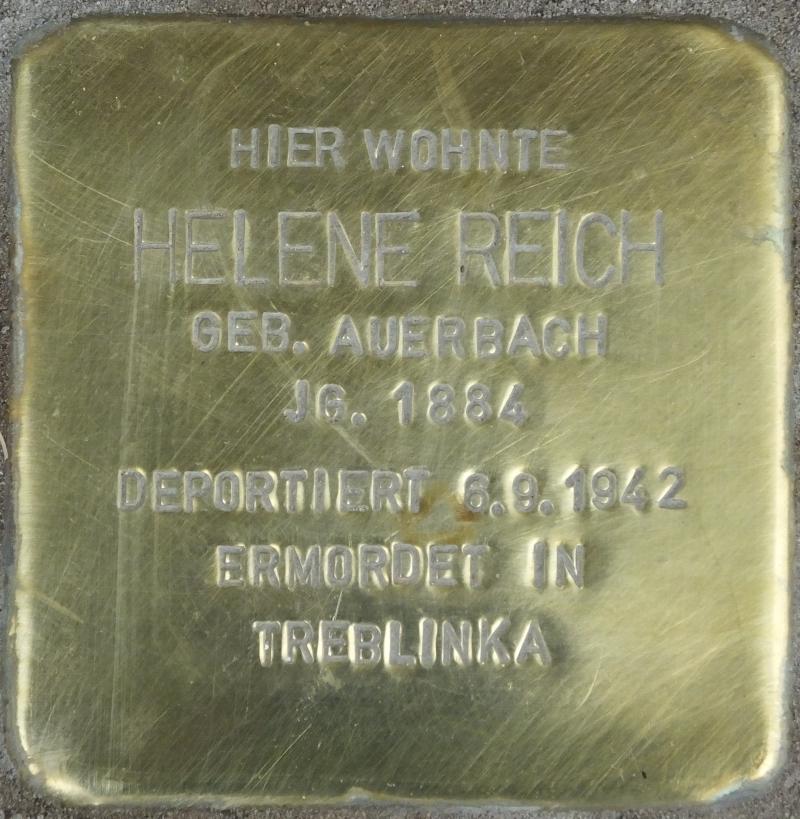 HIER WOHNTE
HELENE REICH
GEB. AUERBACH
JG. 1884
DEPORTIERT 6.9.1942
ERMORDET IN
TREBLINKA